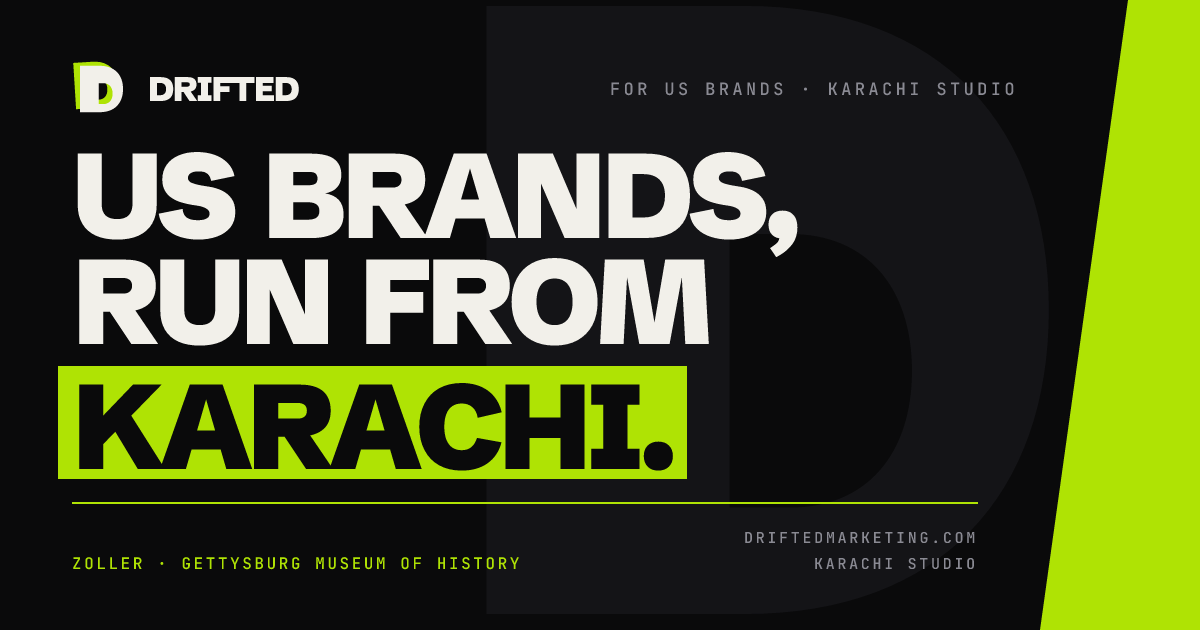 DRIFTED
FOR US BRANDS · KARACHI STUDIO
US BRANDS,
RUN FROM
KARACHI.
DRIFTEDMARKETING.COM
ZOLLER · GETTYSBURG MUSEUM OF HISTORY
KARACHI STUDIO